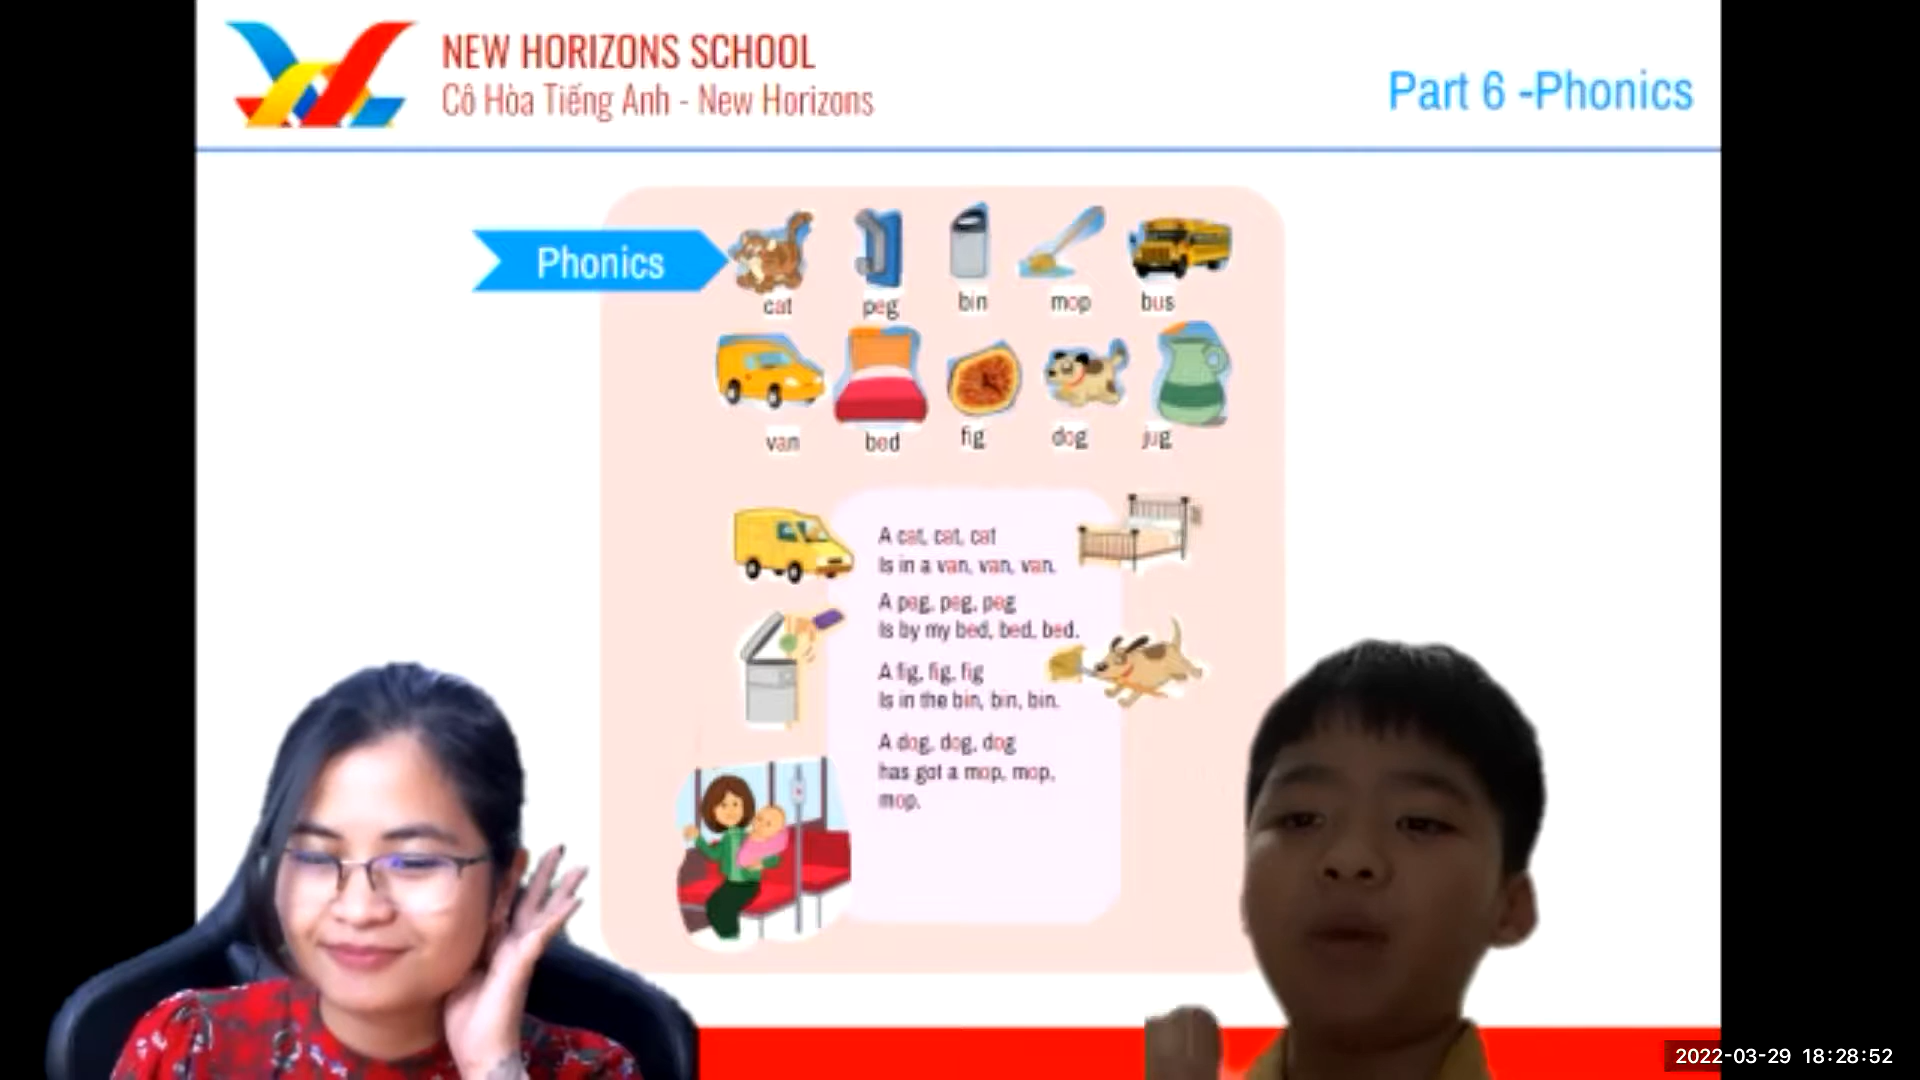 NEW HORIZONS SCHOOL
Cô Hòa Tiếng Anh - New Horizons
Part 6 -Phonics
Phonics
cat peg bin mop bus
van bed fig dog jug
A cat, cat, cat
Is in a van, van, van.
A peg, peg, peg
Is by my bed, bed, bed.
A fig, fig, fig
Is in the bin, bin, bin.
A dog, dog, dog
has got a mop, mop,
mop.
2022-03-29 18:28:52